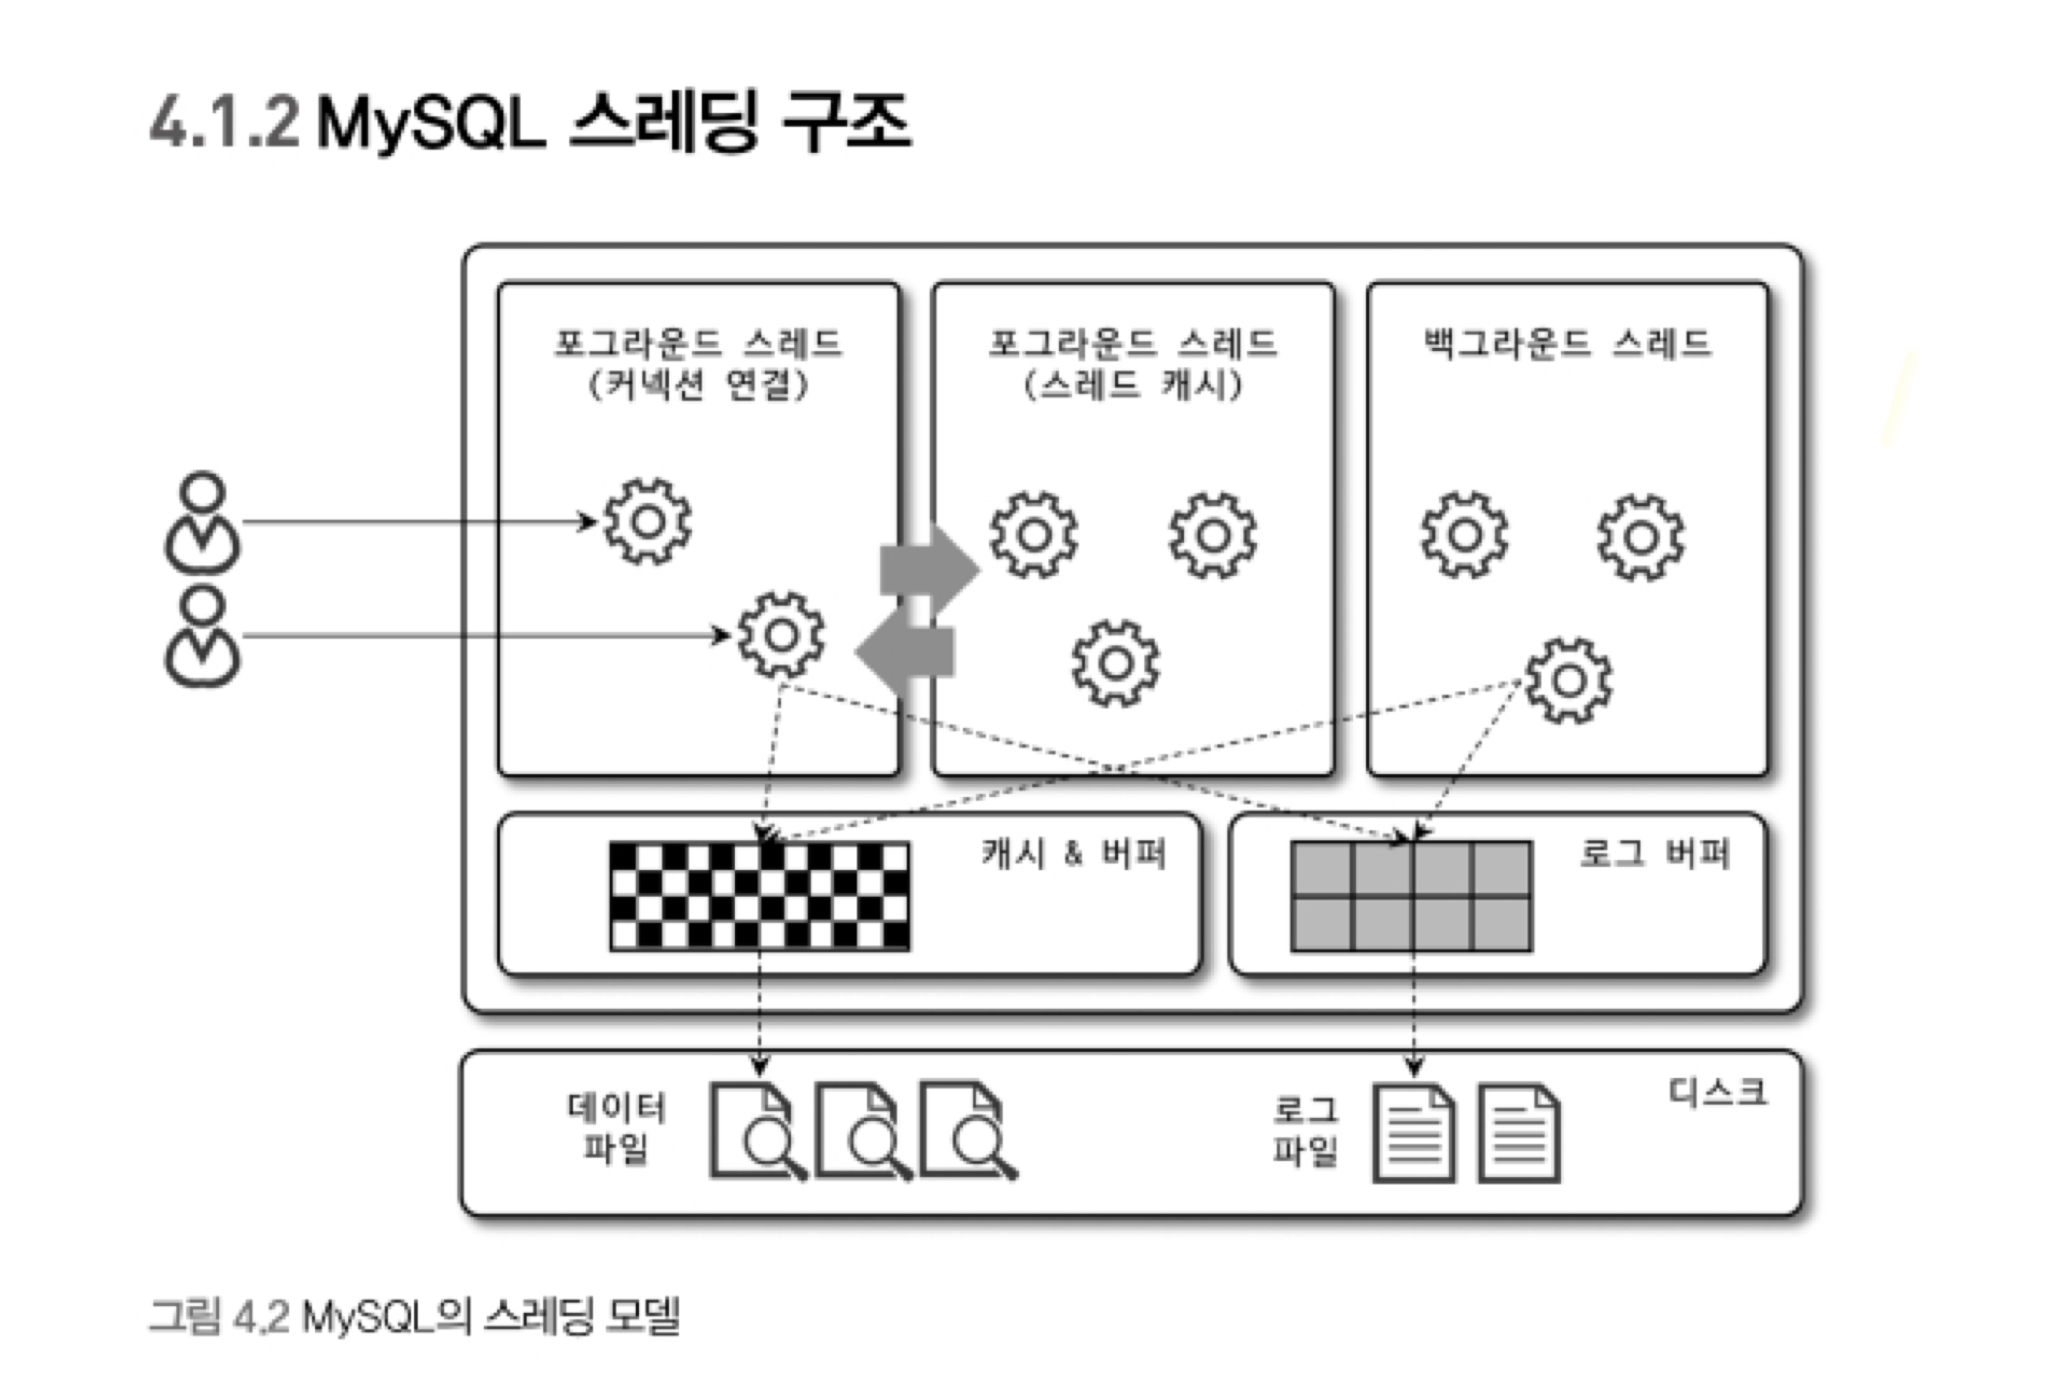 4.1.2 MySQL 스레딩 구조
포그라운드 스레드
(커넥션 연결)
포그라운드 스레드
(스레드 캐시)
백그라운드 스레드
캐시 & 버퍼
로그 버퍼
데이터
파일
로그
파일
디스크
그림 4.2 MySQL의 스레딩 모델